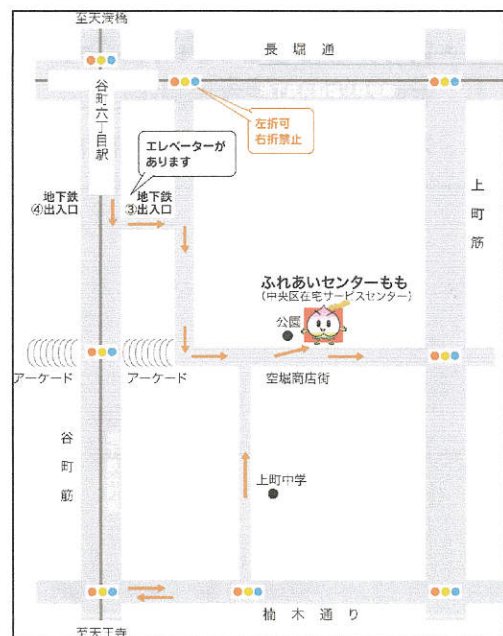 至天満橋
長堀通
谷町六丁目駅
左折可
右折禁止
エレベーターが
あります
地下鉄
④出入口
地下鉄
③出入口
上町筋
ふれあいセンターもも
（中央区在宅サービスセンター）
公園
アーケード
アーケード
空堀商店街
谷町筋
上町中学
楠木通り
至天王寺